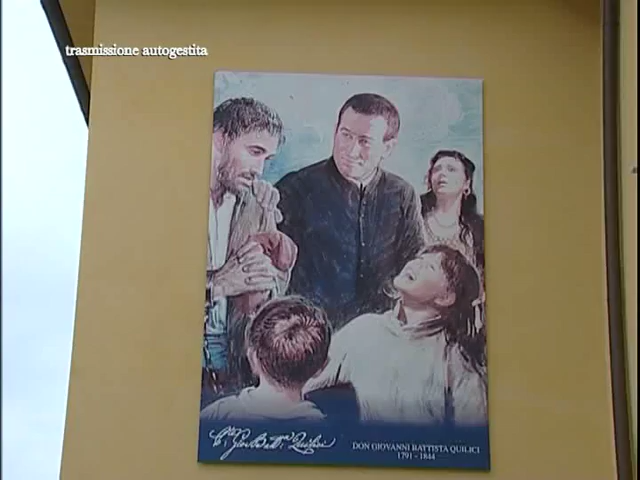 trasmissione autogestita
DON GIOVANNI BATTISTA QUILICI
1791 - 1844